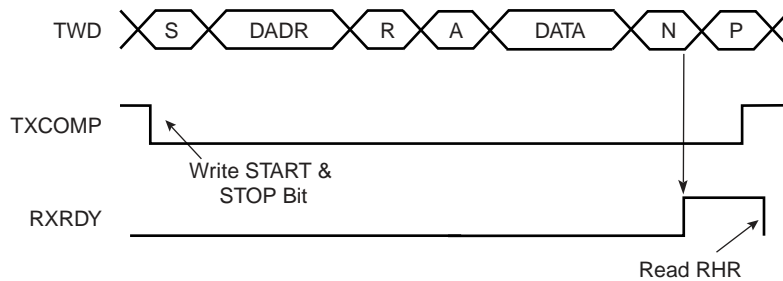 TWD S DADR R A DATA N P
TXCOMP
Write START &
STOP Bit
RXRDY
Read RHR